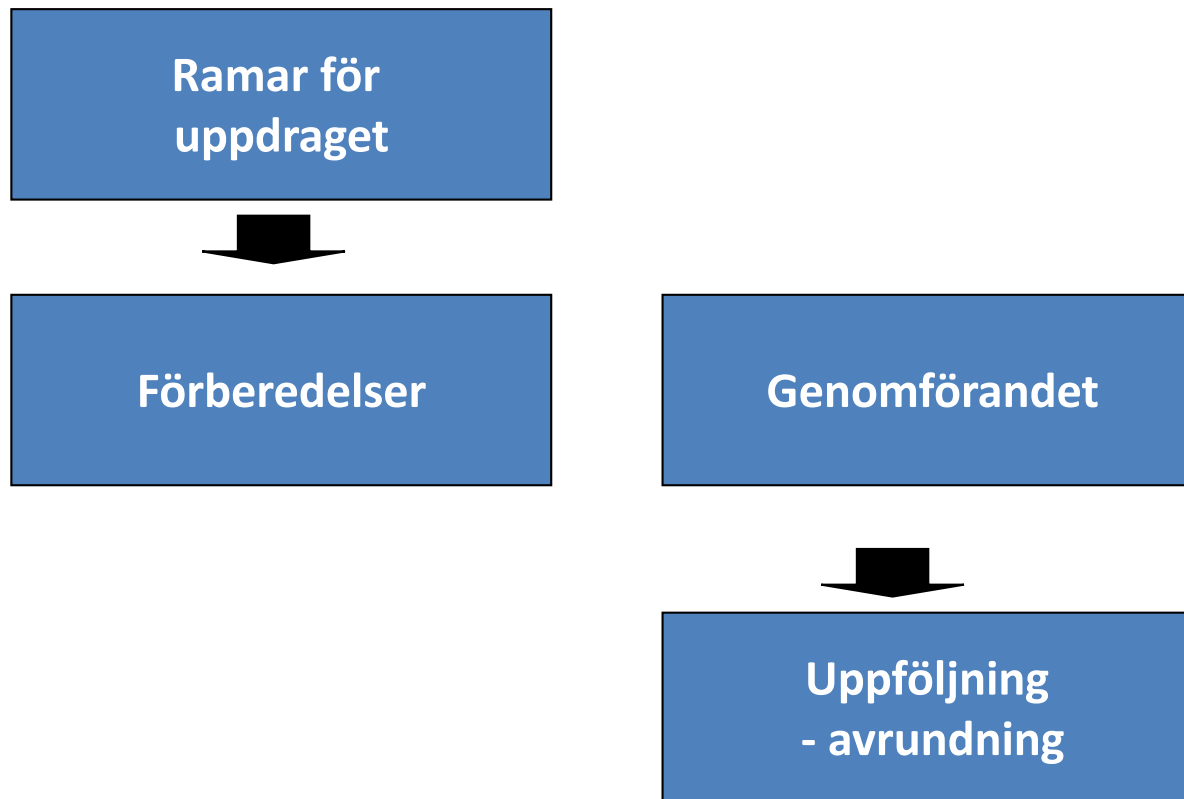 Ramar för
uppdraget
Förberedelser
Genomförandet
Uppföljning
- avrundning